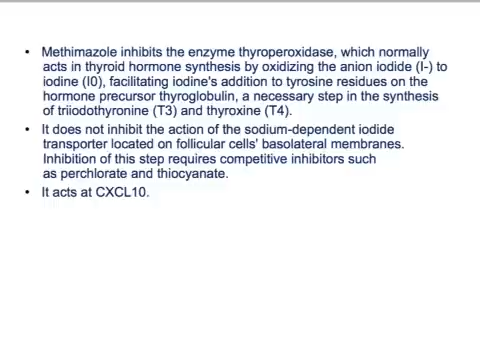 • Methimazole inhibits the enzyme thyroperoxidase, which normally
acts in thyroid hormone synthesis by oxidizing the anion iodide (I-) to
iodine (I0), facilitating iodine's addition to tyrosine residues on the
hormone precursor thyroglobulin, a necessary step in the synthesis
of triiodothyronine (T3) and thyroxine (T4).
• It does not inhibit the action of the sodium-dependent iodide
transporter located on follicular cells' basolateral membranes.
Inhibition of this step requires competitive inhibitors such
as perchlorate and thiocyanate.
• It acts at CXCL10.